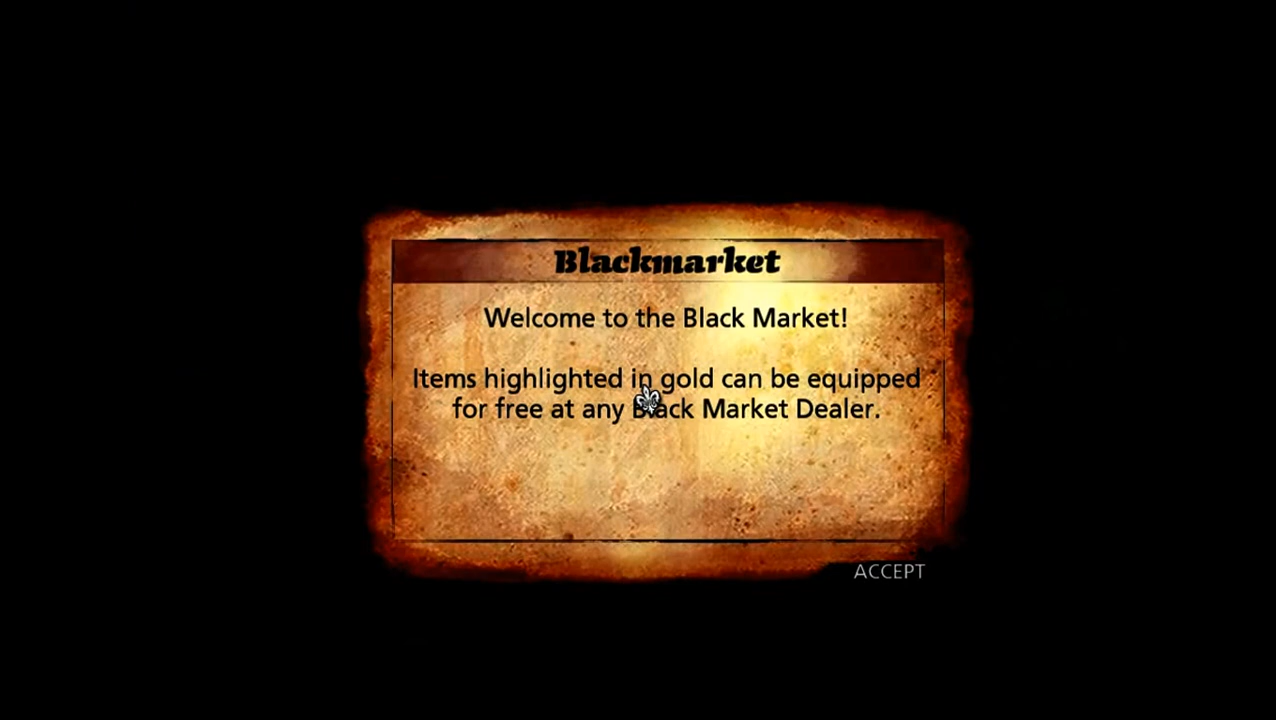 Blackmarket
Welcome to the Black Market!
Items highlighted in gold can be equipped
for free at any Black Market Dealer.
ACCEPT